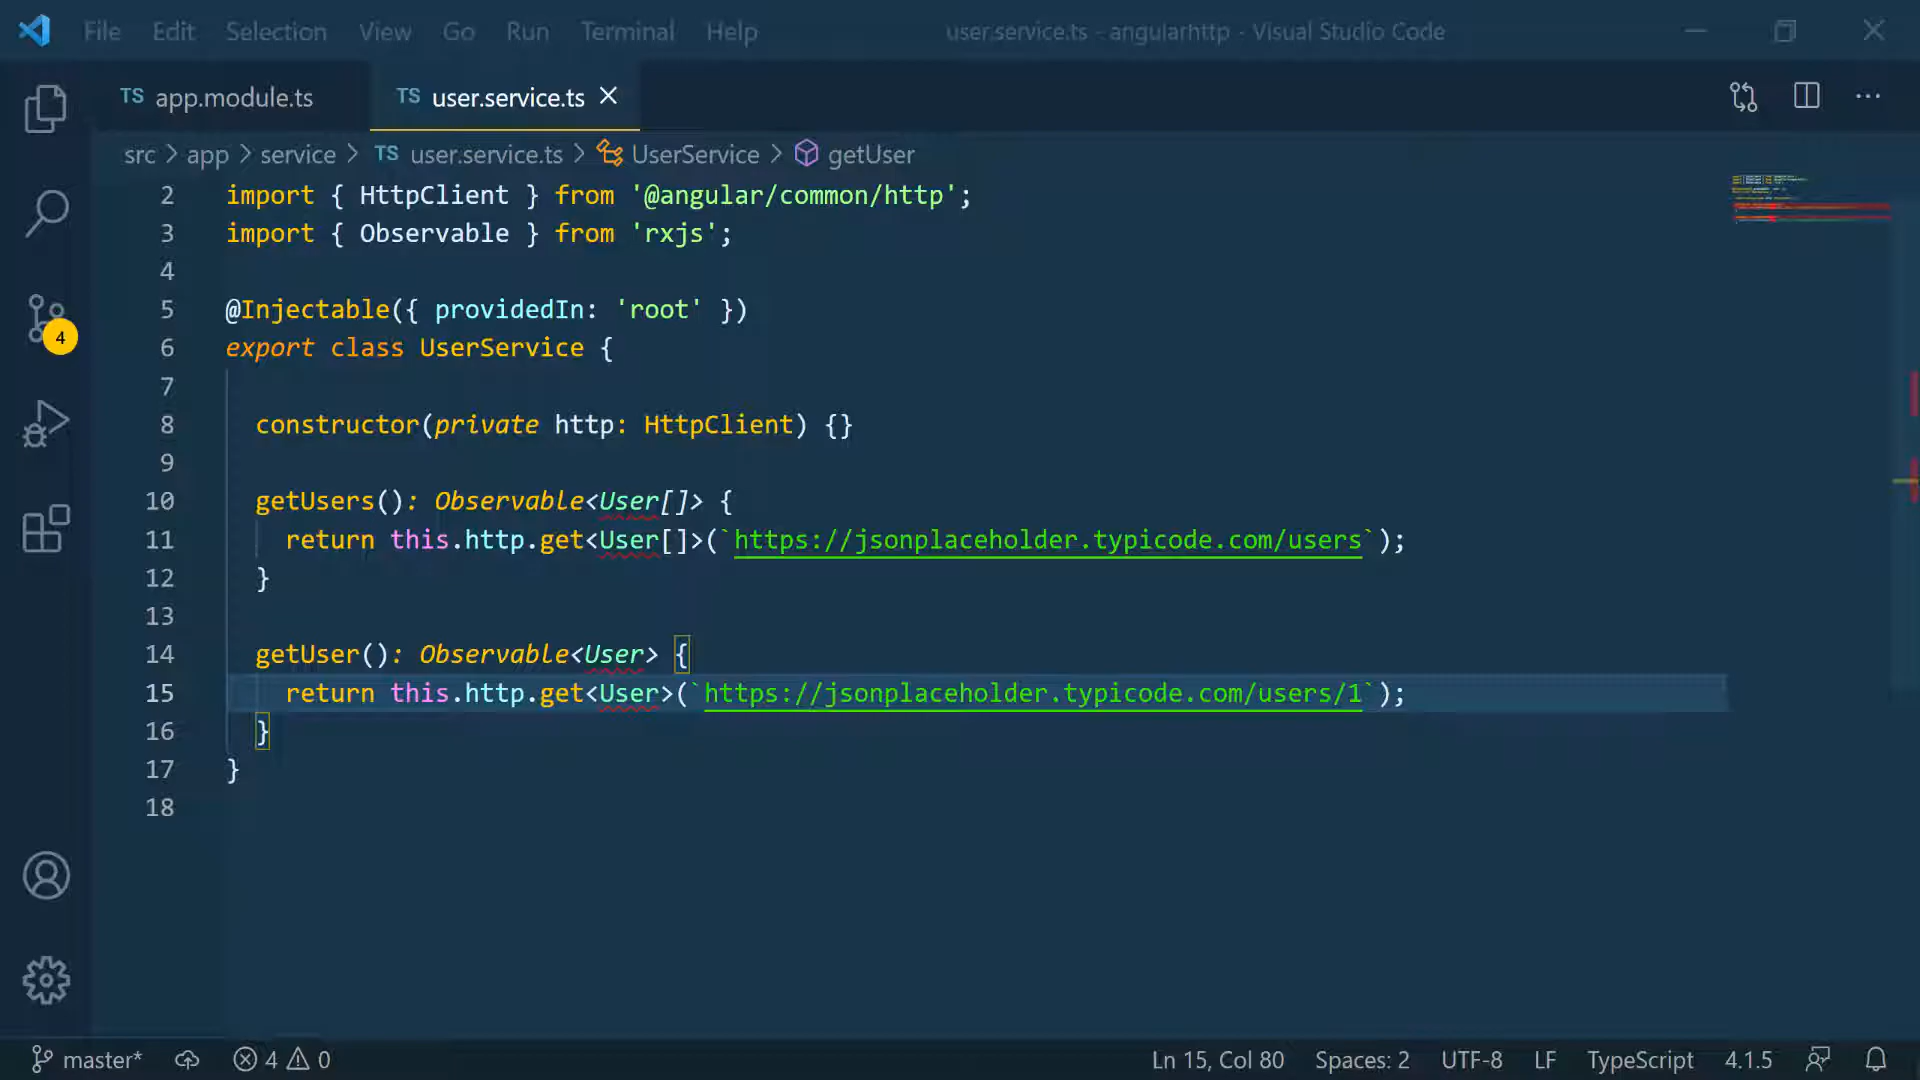 File Edit Selection View Go Run Terminal Help user.service.ts - angularhttp - Visual Studio Code
TS app.module.ts TS user.service.ts
src > app > service > TS user.service.ts > UserService > getUser
2 import { HttpClient } from '@angular/common/http';
3 import { Observable } from 'rxjs';
4
5 @Injectable({ providedIn: 'root' })
6 export class UserService {
7
8 constructor(private http: HttpClient) {}
9
10 getUsers(): Observable<User[]> {
11 return this.http.get<User[]>(`https://jsonplaceholder.typicode.com/users`);
12 }
13
14 getUser(): Observable<User> {
15 return this.http.get<User>(`https://jsonplaceholder.typicode.com/users/1`);
16 }
17 }
18
4
master* 4 0 Ln 15, Col 80 Spaces: 2 UTF-8 LF TypeScript 4.1.5